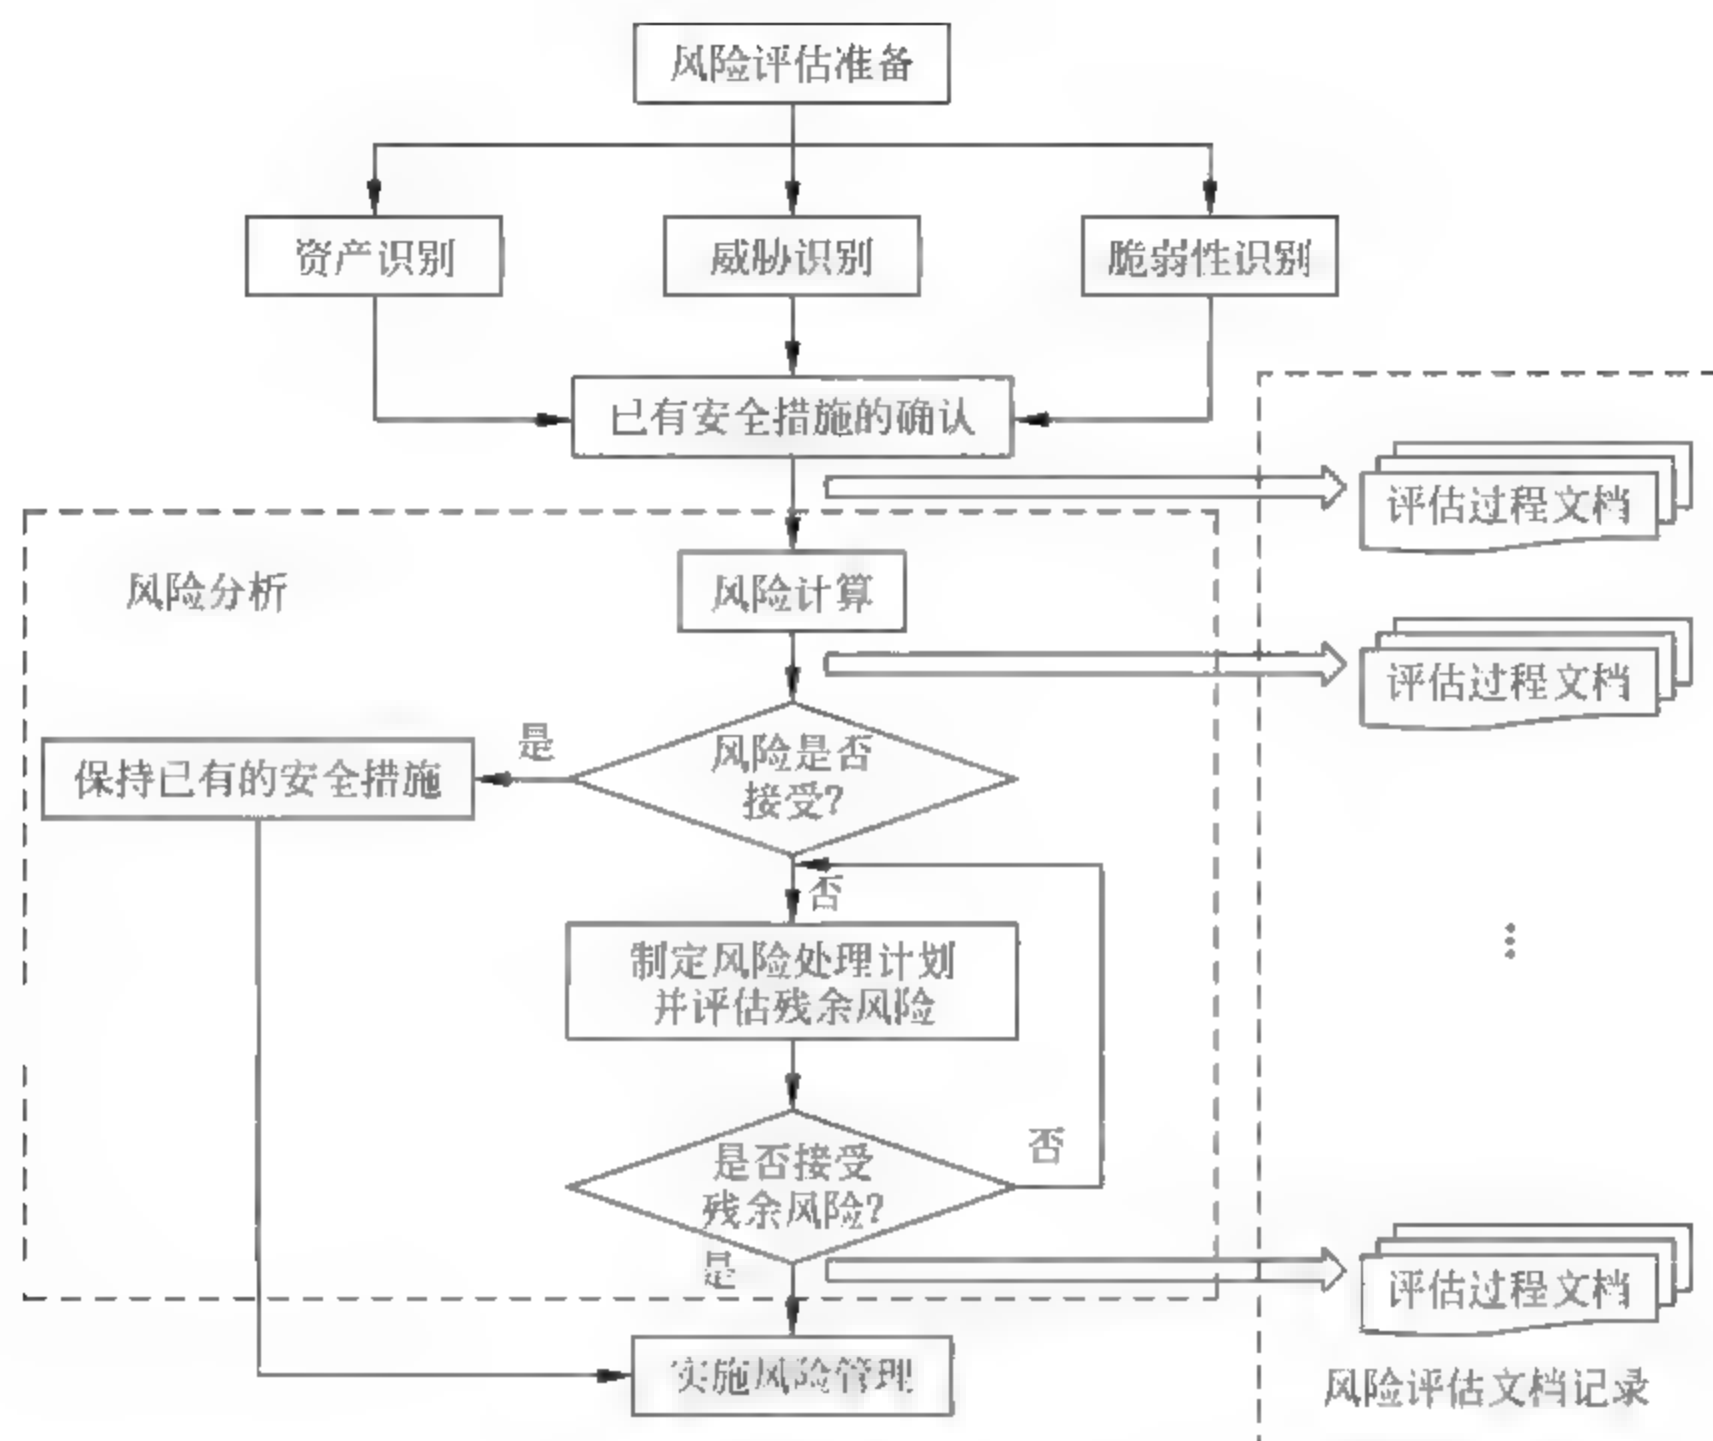 风险评估准备
资产识别
威胁识别
脆弱性识别
已有安全措施的确认
评估过程文档
风险分析
风险计算
评估过程文档
是
风险是否
接受?
保持已有的安全措施
否
制定风险处理计划
并评估残余风险
否
是否接受
残余风险?
是
评估过程文档
实施风险管理
风险评估文档记录